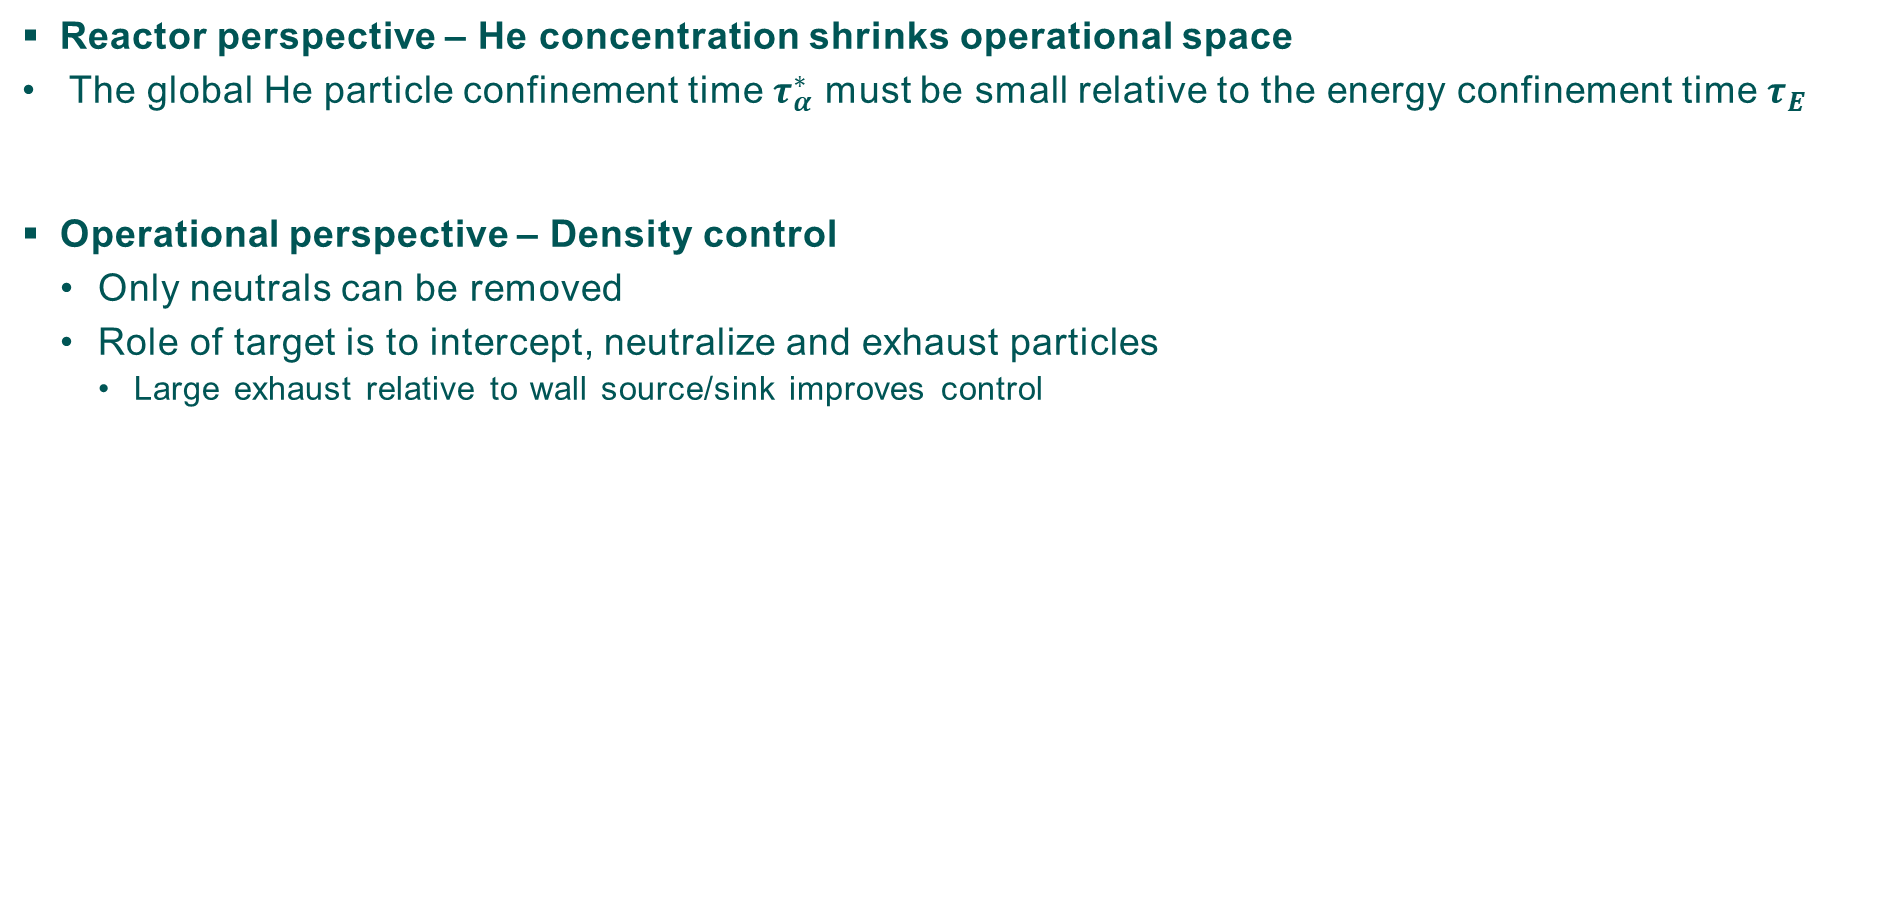 ▪ Reactor perspective – He concentration shrinks operational space
• The global He particle confinement time τ*α must be small relative to the energy confinement time τE
▪ Operational perspective – Density control
• Only neutrals can be removed
• Role of target is to intercept, neutralize and exhaust particles
• Large exhaust relative to wall source/sink improves control